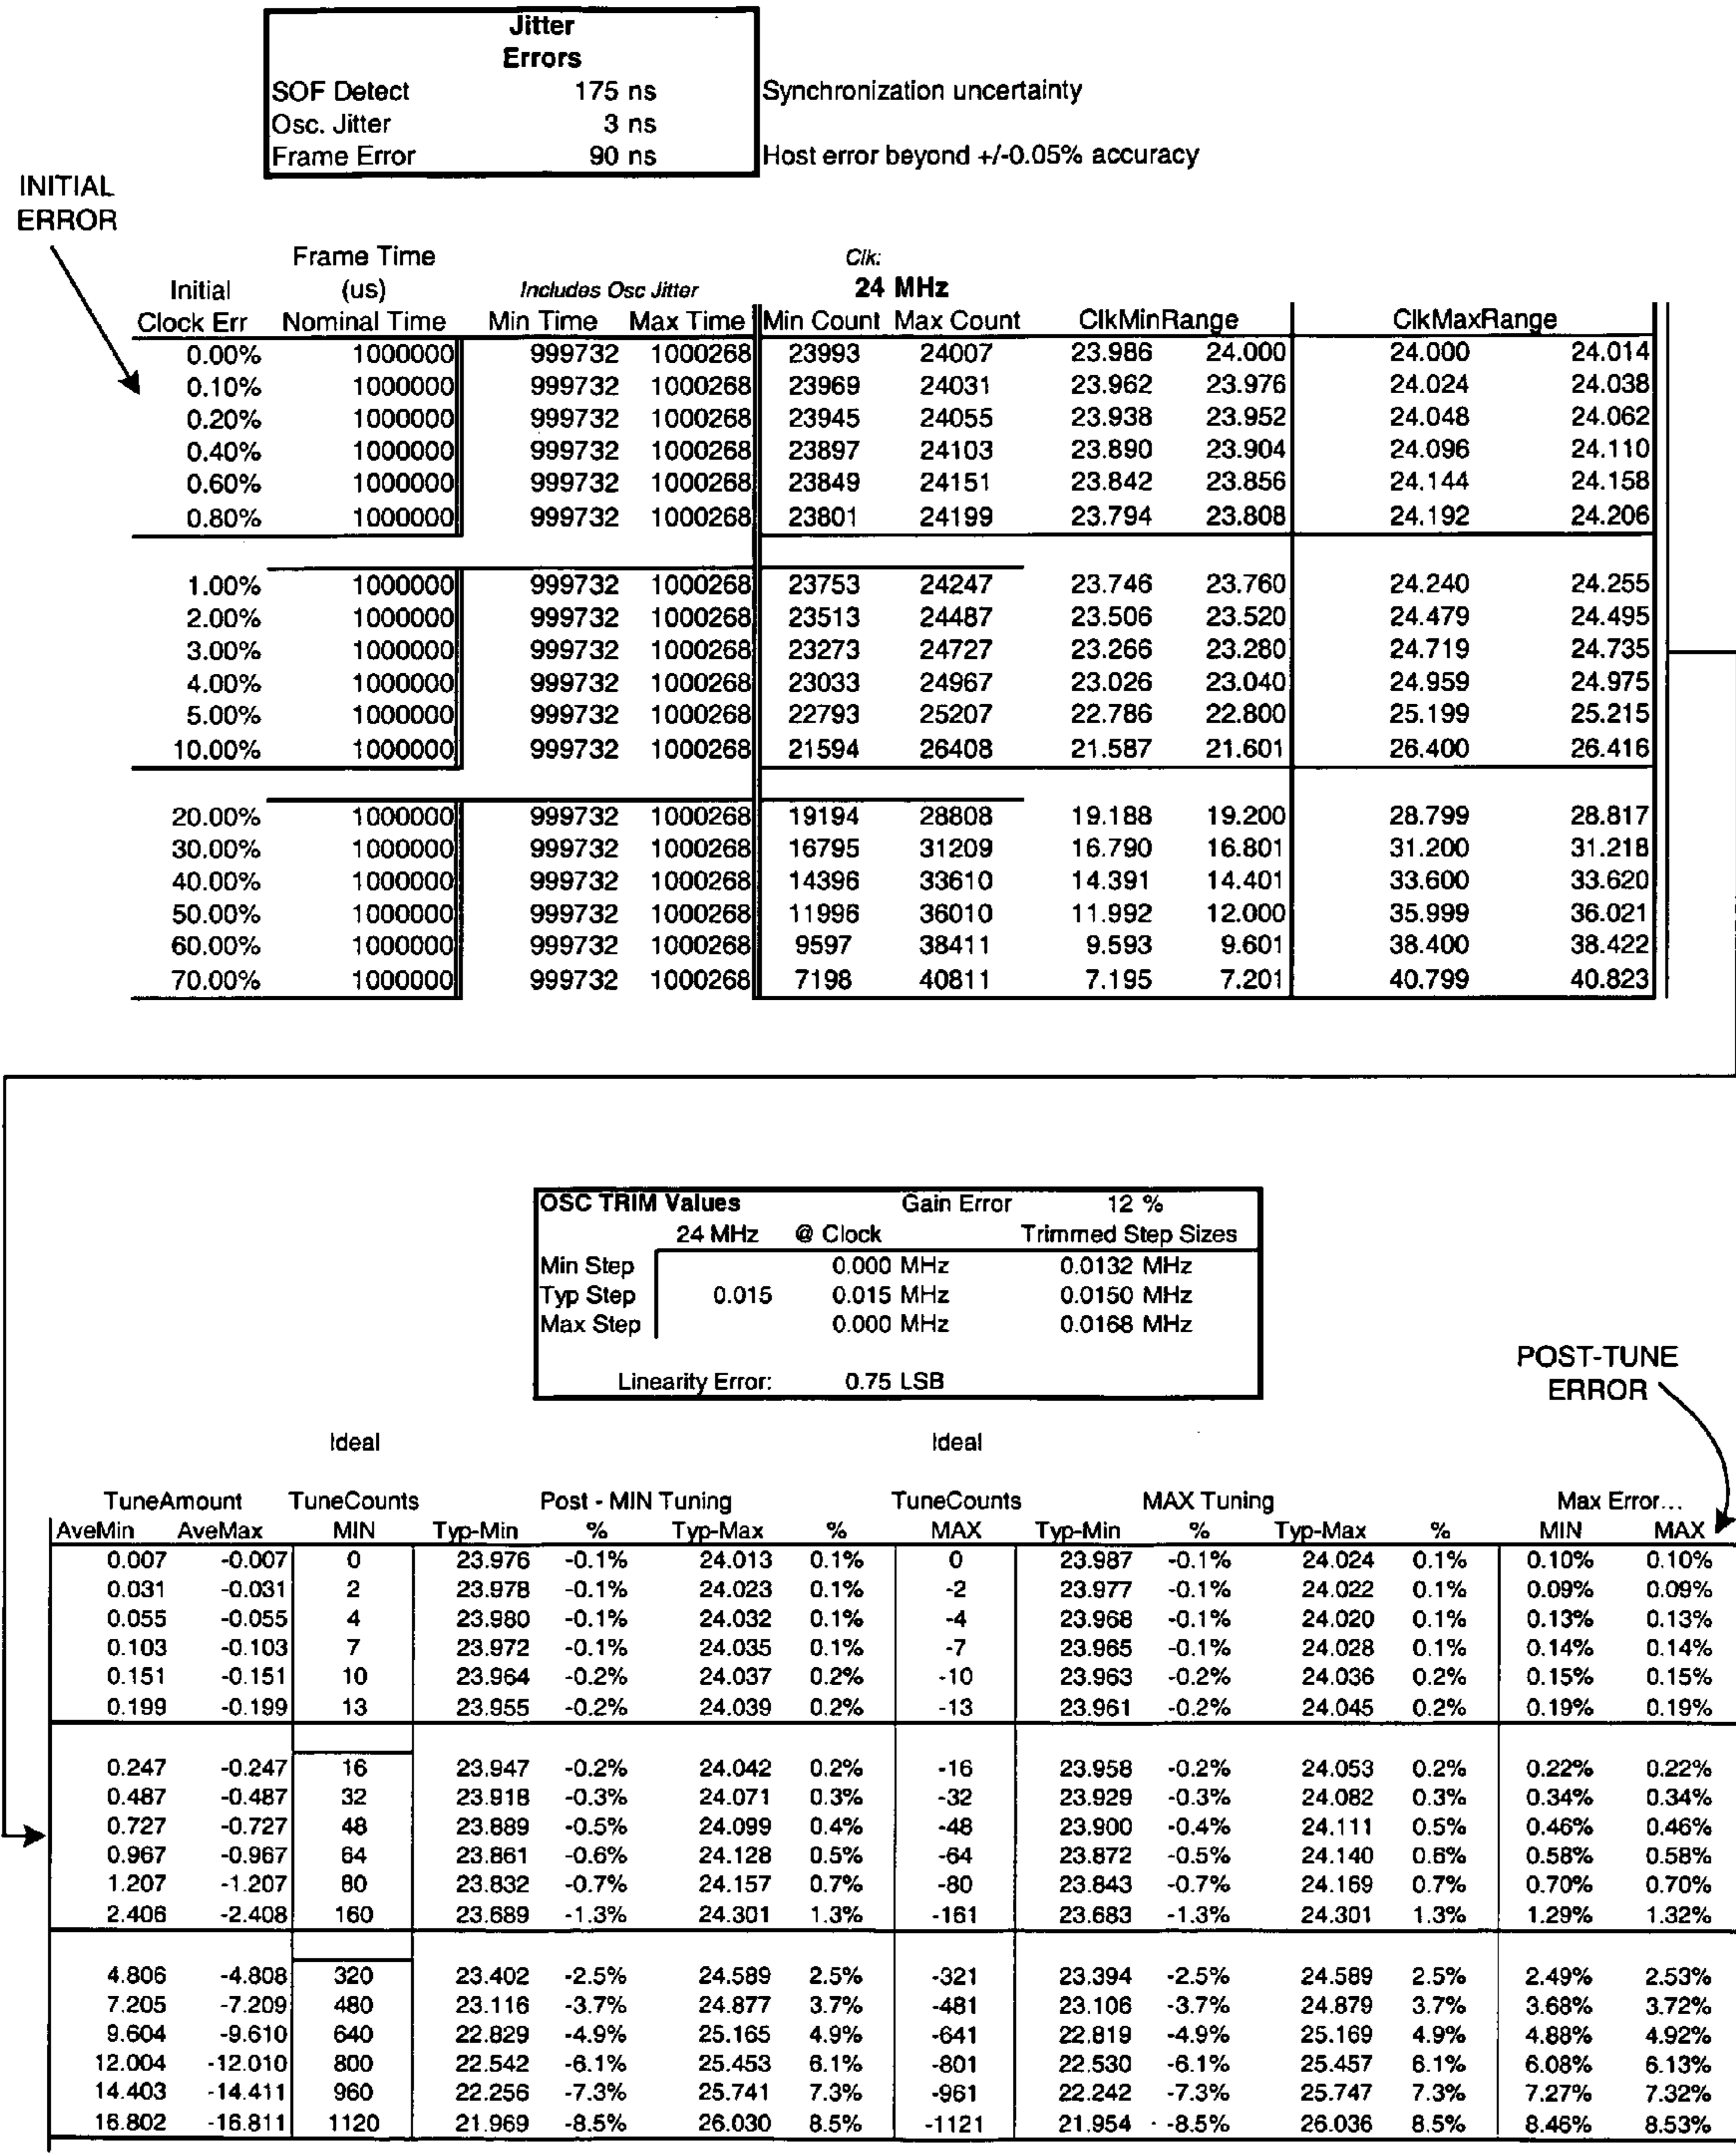 Jitter
Errors
SOF Detect 175 ns Synchronization uncertainty
Osc. Jitter 3 ns
Frame Error 90 ns Host error beyond +/-0.05% accuracy
INITIAL
ERROR
Frame Time Clk:
Initial (us) Includes Osc Jitter 24 MHz
Clock Err Nominal Time Min Time Max Time Min Count Max Count ClkMinRange ClkMaxRange
0.00% 1000000 999732 1000268 23993 24007 23.986 24.000 24.000 24.014
0.10% 1000000 999732 1000268 23969 24031 23.962 23.976 24.024 24.038
0.20% 1000000 999732 1000268 23945 24055 23.938 23.952 24.048 24.062
0.40% 1000000 999732 1000268 23897 24103 23.890 23.904 24.096 24.110
0.60% 1000000 999732 1000268 23849 24151 23.842 23.856 24.144 24.158
0.80% 1000000 999732 1000268 23801 24199 23.794 23.808 24.192 24.206
1.00% 1000000 999732 1000268 23753 24247 23.746 23.760 24.240 24.255
2.00% 1000000 999732 1000268 23513 24487 23.506 23.520 24.479 24.495
3.00% 1000000 999732 1000268 23273 24727 23.266 23.280 24.719 24.735
4.00% 1000000 999732 1000268 23033 24967 23.026 23.040 24.959 24.975
5.00% 1000000 999732 1000268 22793 25207 22.786 22.800 25.199 25.215
10.00% 1000000 999732 1000268 21594 26408 21.587 21.601 26.400 26.416
20.00% 1000000 999732 1000268 19194 28808 19.188 19.200 28.799 28.817
30.00% 1000000 999732 1000268 16795 31209 16.790 16.801 31.200 31.218
40.00% 1000000 999732 1000268 14396 33610 14.391 14.401 33.600 33.620
50.00% 1000000 999732 1000268 11996 36010 11.992 12.000 35.999 36.021
60.00% 1000000 999732 1000268 9597 38411 9.593 9.601 38.400 38.422
70.00% 1000000 999732 1000268 7198 40811 7.195 7.201 40.799 40.823
OSC TRIM Values Gain Error 12 %
24 MHz @ Clock Trimmed Step Sizes
Min Step 0.000 MHz 0.0132 MHz
Typ Step 0.015 0.015 MHz 0.0150 MHz
Max Step 0.000 MHz 0.0168 MHz
Linearity Error: 0.75 LSB
POST-TUNE
ERROR
Ideal Ideal
TuneAmount TuneCounts Post - MIN Tuning TuneCounts MAX Tuning Max Error...
AveMin AveMax MIN Typ-Min % Typ-Max % MAX Typ-Min % Typ-Max % MIN MAX
0.007 -0.007 0 23.976 -0.1% 24.013 0.1% 0 23.987 -0.1% 24.024 0.1% 0.10% 0.10%
0.031 -0.031 2 23.978 -0.1% 24.023 0.1% -2 23.977 -0.1% 24.022 0.1% 0.09% 0.09%
0.055 -0.055 4 23.980 -0.1% 24.032 0.1% -4 23.968 -0.1% 24.020 0.1% 0.13% 0.13%
0.103 -0.103 7 23.972 -0.1% 24.035 0.1% -7 23.965 -0.1% 24.028 0.1% 0.14% 0.14%
0.151 -0.151 10 23.964 -0.2% 24.037 0.2% -10 23.963 -0.2% 24.036 0.2% 0.15% 0.15%
0.199 -0.199 13 23.955 -0.2% 24.039 0.2% -13 23.961 -0.2% 24.045 0.2% 0.19% 0.19%
0.247 -0.247 16 23.947 -0.2% 24.042 0.2% -16 23.958 -0.2% 24.053 0.2% 0.22% 0.22%
0.487 -0.487 32 23.918 -0.3% 24.071 0.3% -32 23.929 -0.3% 24.082 0.3% 0.34% 0.34%
0.727 -0.727 48 23.889 -0.5% 24.099 0.4% -48 23.900 -0.4% 24.111 0.5% 0.46% 0.46%
0.967 -0.967 64 23.861 -0.6% 24.128 0.5% -64 23.872 -0.5% 24.140 0.6% 0.58% 0.58%
1.207 -1.207 80 23.832 -0.7% 24.157 0.7% -80 23.843 -0.7% 24.169 0.7% 0.70% 0.70%
2.406 -2.408 160 23.689 -1.3% 24.301 1.3% -161 23.683 -1.3% 24.301 1.3% 1.29% 1.32%
4.806 -4.808 320 23.402 -2.5% 24.589 2.5% -321 23.394 -2.5% 24.589 2.5% 2.49% 2.53%
7.205 -7.209 480 23.116 -3.7% 24.877 3.7% -481 23.106 -3.7% 24.879 3.7% 3.68% 3.72%
9.604 -9.610 640 22.829 -4.9% 25.165 4.9% -641 22.819 -4.9% 25.169 4.9% 4.88% 4.92%
12.004 -12.010 800 22.542 -6.1% 25.453 6.1% -801 22.530 -6.1% 25.457 6.1% 6.08% 6.13%
14.403 -14.411 960 22.256 -7.3% 25.741 7.3% -961 22.242 -7.3% 25.747 7.3% 7.27% 7.32%
16.802 -16.811 1120 21.969 -8.5% 26.030 8.5% -1121 21.954 -8.5% 26.036 8.5% 8.46% 8.53%